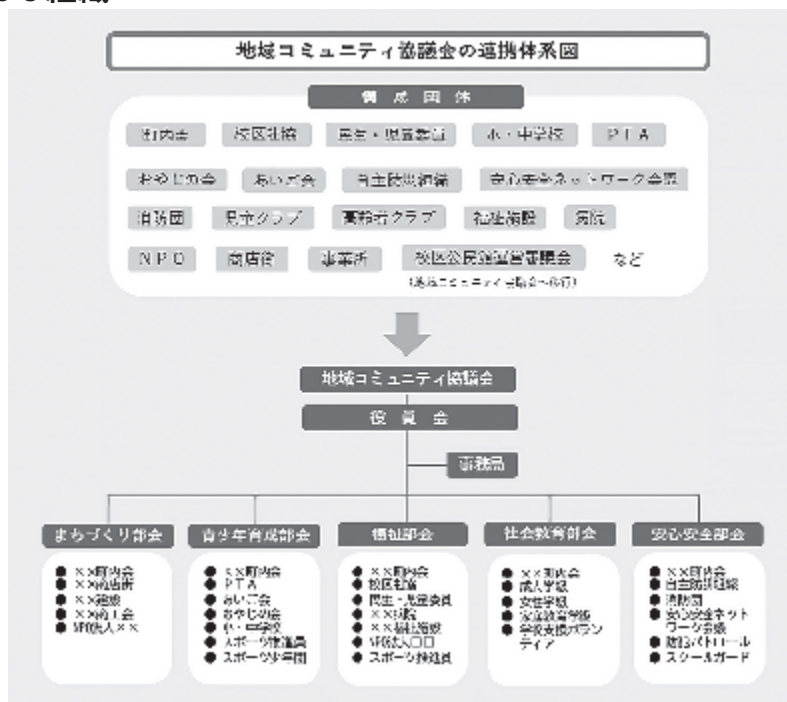 地域コミュニティ協議会の連携体系図
構成団体
町内会 校区社協 民生・児童委員 小・中学校 PTA
おやじの会 あいご会 自主防災組織 安心安全ネットワーク会議
消防団 児童クラブ 高齢者クラブ 福祉施設 病院
NPO 商店街 事業所 校区公民館運営審議会 など
(地域コミュニティ協議会へ移行)
地域コミュニティ協議会
役員会
事務局
まちづくり部会 青少年育成部会 福祉部会 社会教育部会 安心安全部会
● ××町内会
● ××商店街
● ××建設
● ××商工会
● NPO法人××
● ××町内会
● PTA
● あいご会
● おやじの会
● 小・中学校
● スポーツ推進員
● スポーツ少年団
● ××町内会
● 校区社協
● 民生・児童委員
● ××病院
● ××福祉施設
● NPO法人□□
● スポーツ推進員
● ××町内会
● 成人学級
● 女性学級
● 家庭教育学級
● 学校支援ボラン
ティア
● ××町内会
● 自主防災組織
● 消防団
● 安心安全ネット
ワーク会議
● 防犯パトロール
● スクールガード